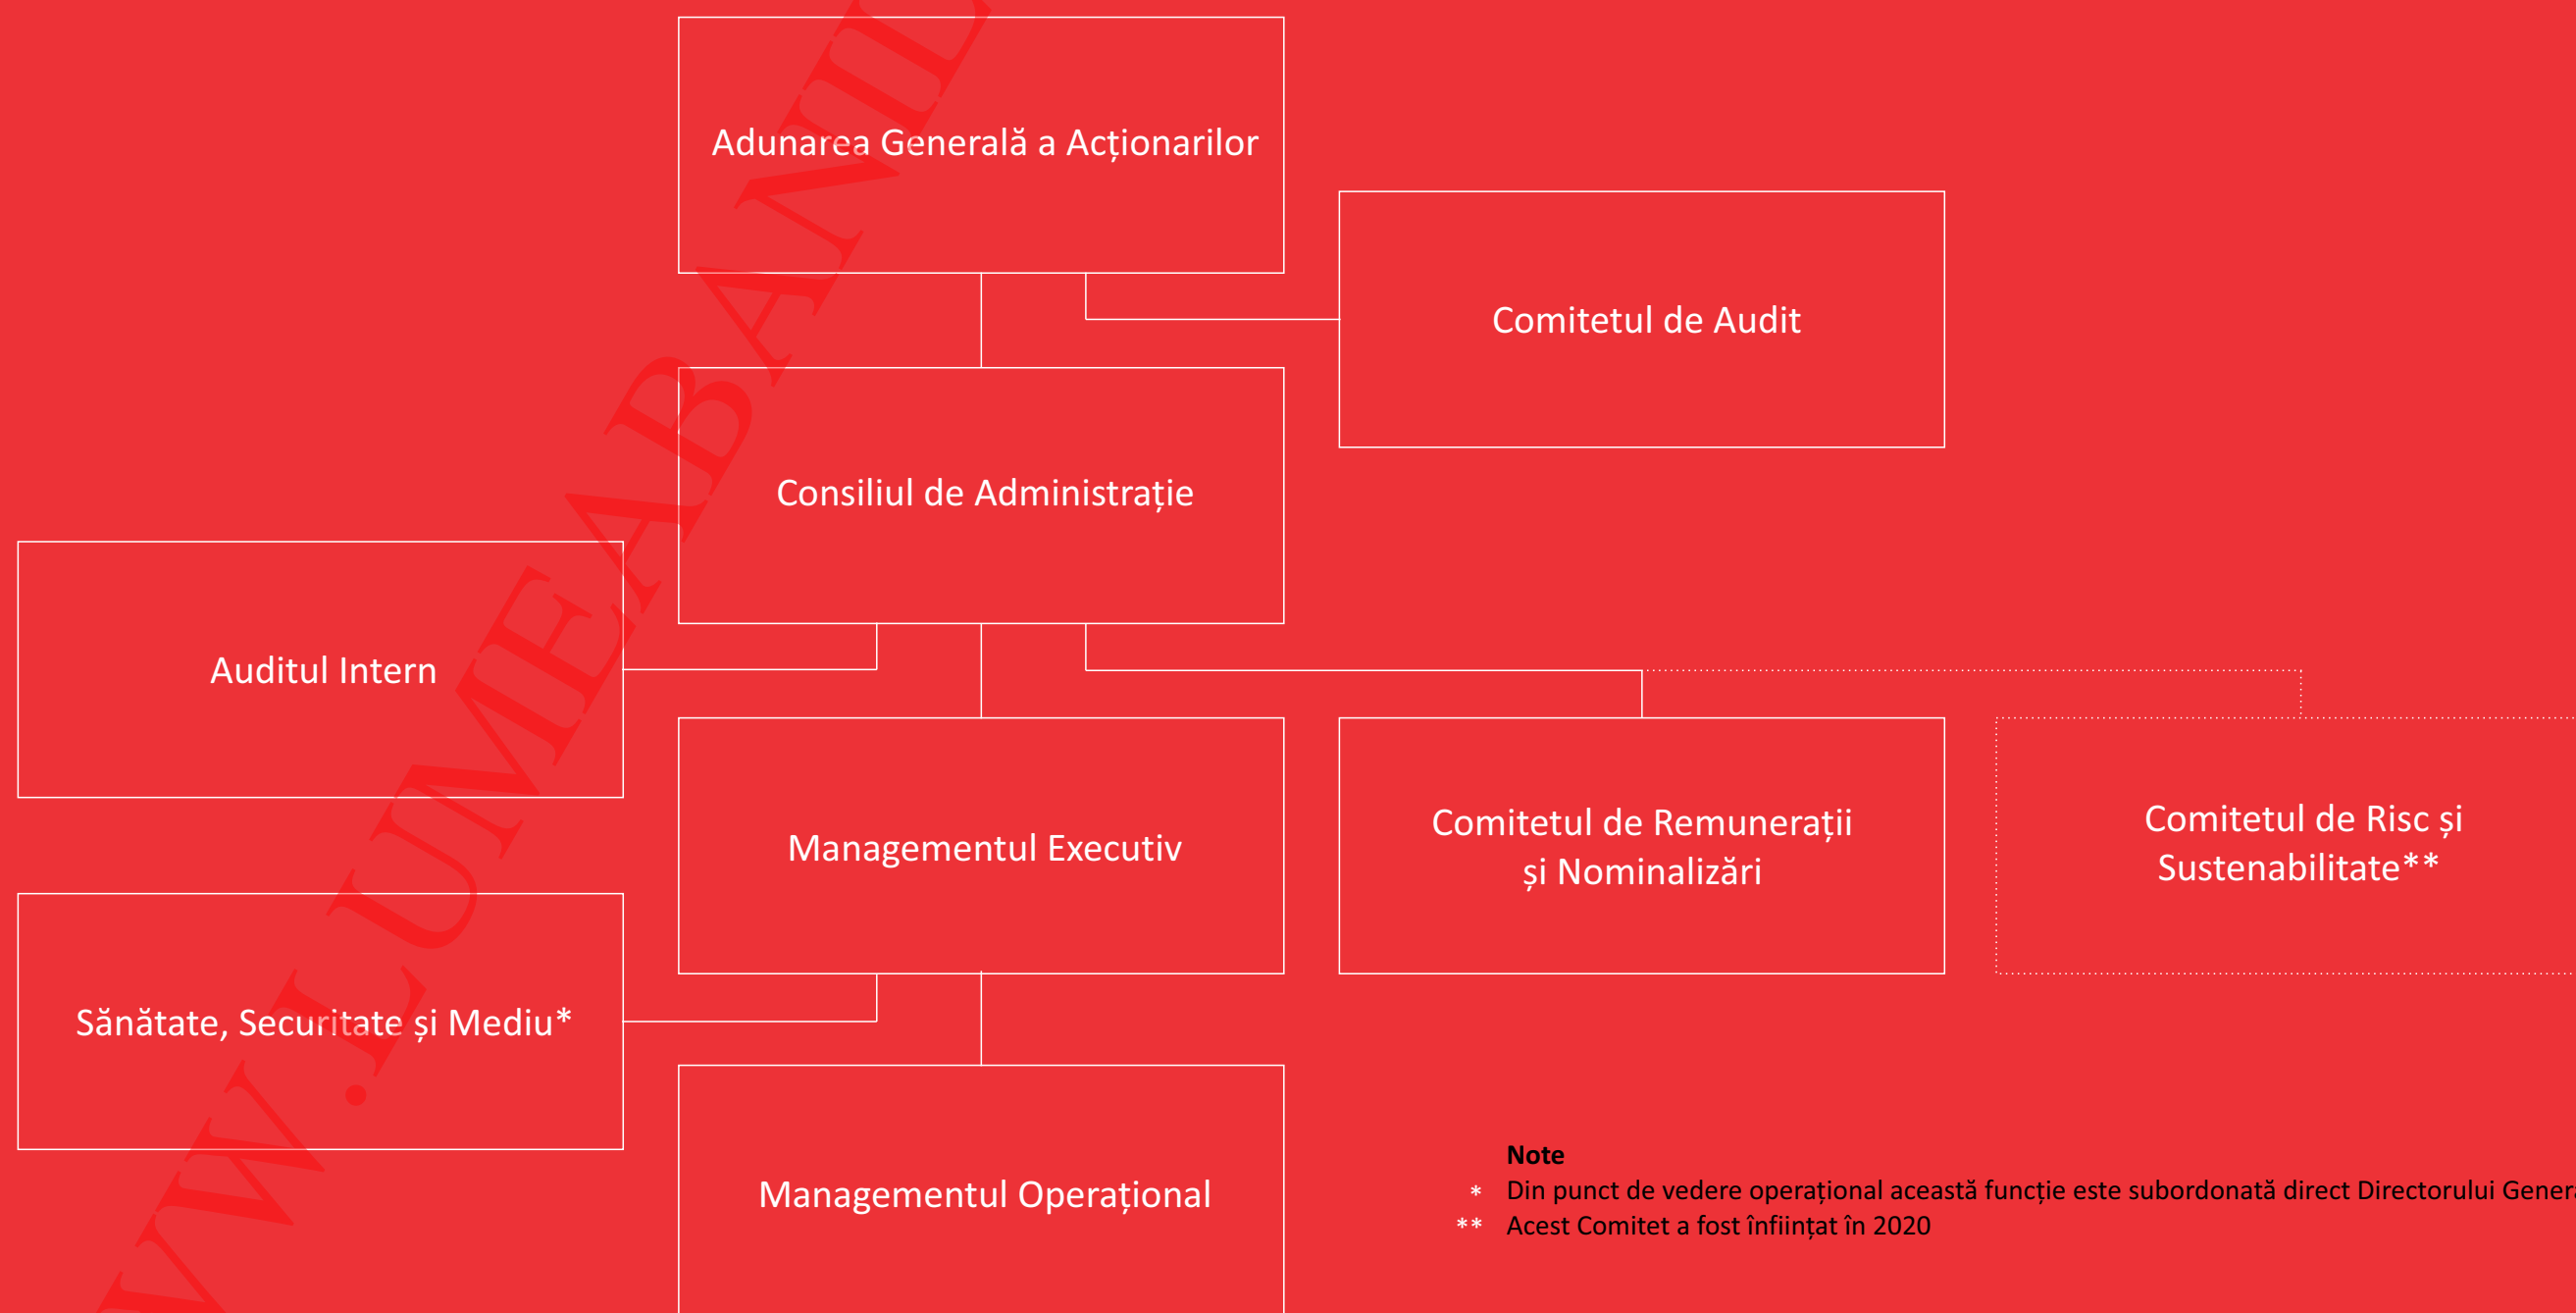 Adunarea Generală a Acționarilor
Comitetul de Audit
Consiliul de Administrație
Auditul Intern
Managementul Executiv
Comitetul de Remunerații
și Nominalizări
Comitetul de Risc și
Sustenabilitate**
Sănătate, Securitate și Mediu*
Managementul Operațional
Note
* Din punct de vedere operațional această funcție este subordonată direct Directorului
** Acest Comitet a fost înființat în 2020